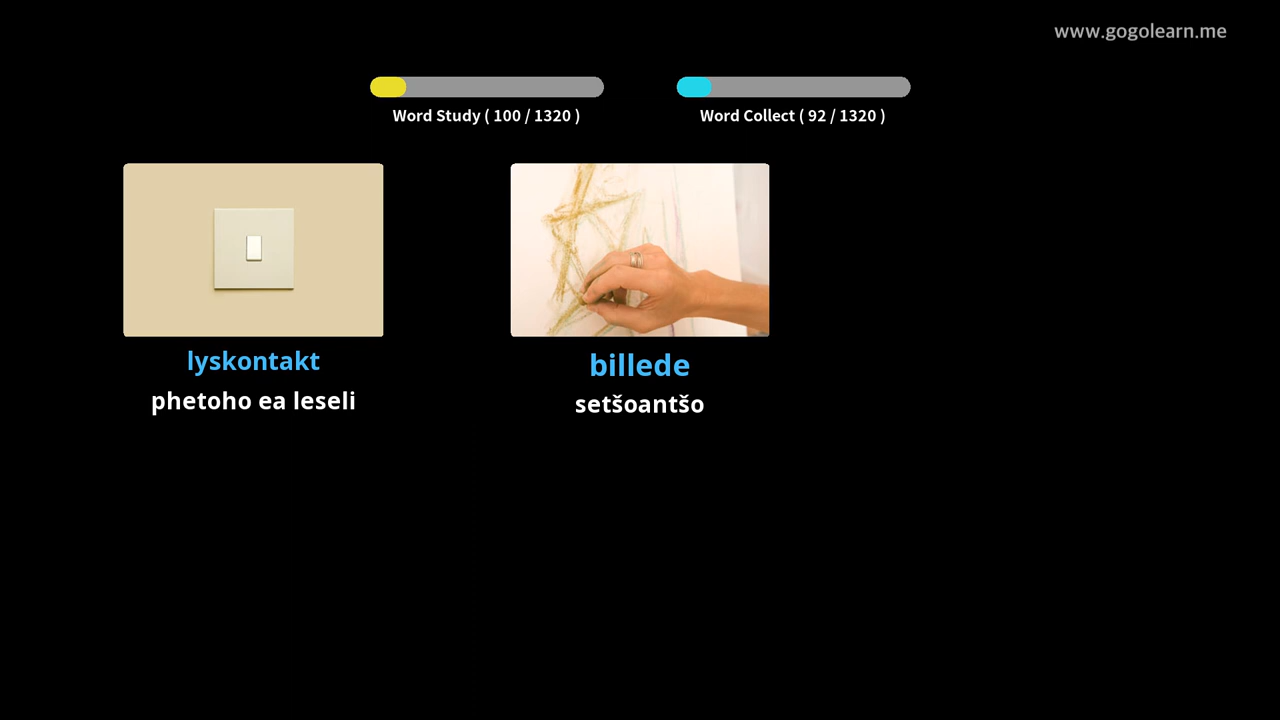 www.gogolearn.me
Word Study ( 100 / 1320 )
Word Collect ( 92 / 1320 )
lyskontakt
phetoho ea leseli
billede
setšoantšo